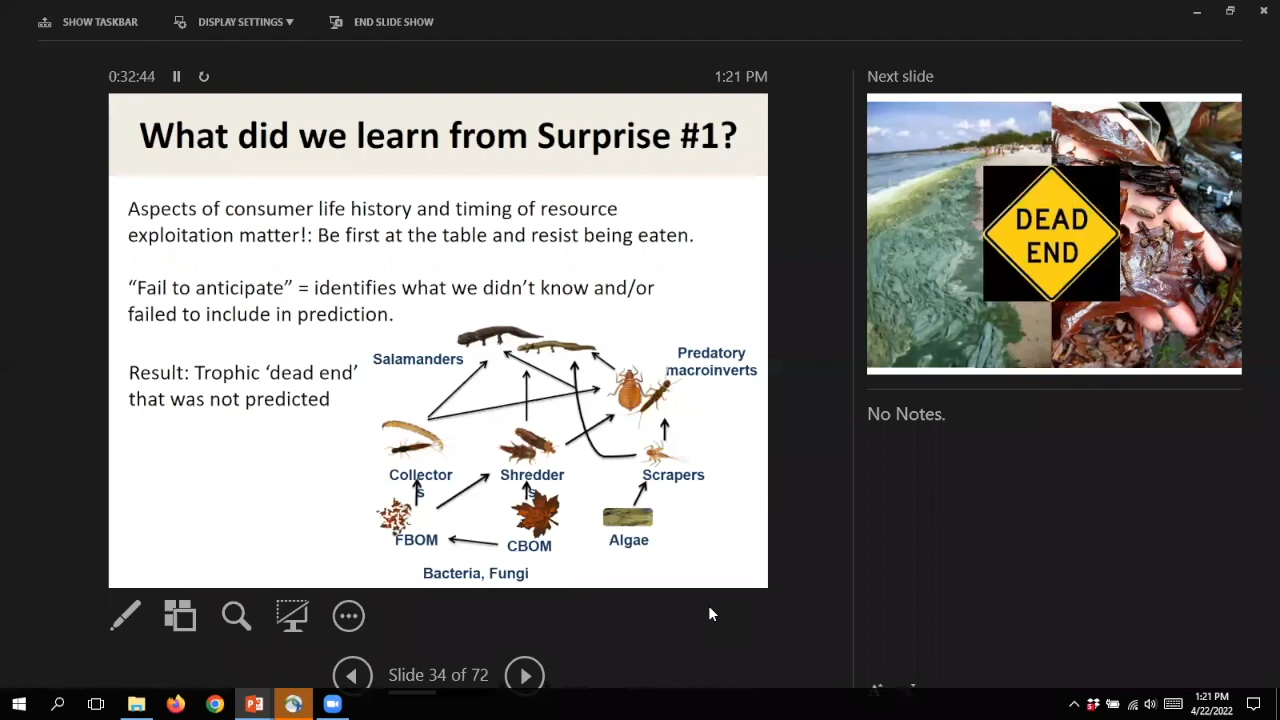 SHOW TASKBAR
DISPLAY SETTINGS
END SLIDE SHOW
0:32:44
1:21 PM
Next slide
What did we learn from Surprise #1?
Aspects of consumer life history and timing of resource
exploitation matter!: Be first at the table and resist being eaten.
“Fail to anticipate” = identifies what we didn’t know and/or
failed to include in prediction.
Result: Trophic ‘dead end’
that was not predicted
Salamanders
Predatory
macroinverts
Collector
s
Shredder
s
Scrapers
FBOM
CBOM
Algae
Bacteria, Fungi
DEAD
END
No Notes.
Slide 34 of 72
1:21 PM
4/22/2022